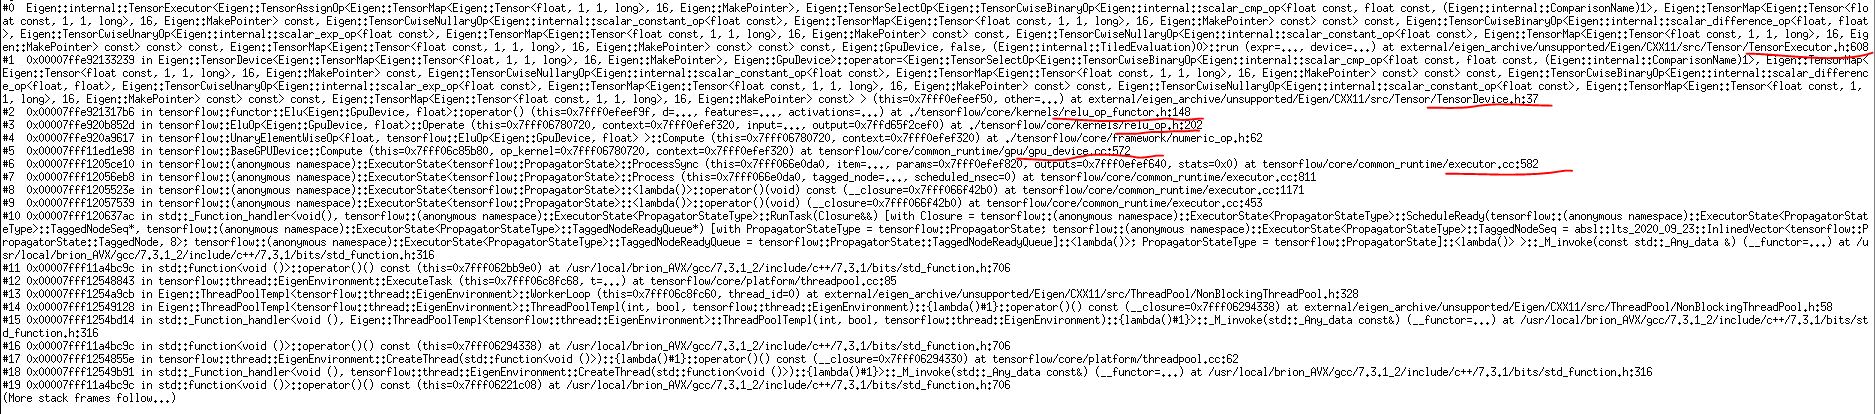 #0  Eigen::internal::TensorExecutor<Eigen::TensorAssignOp<Eigen::TensorMap<Eigen::Tensor<float, 1, 1, long>, 16, Eigen::MakePointer>, Eigen::TensorSelectOp<Eigen::TensorCwiseBinaryOp<Eigen::internal::scalar_cmp_op<float const, float const, (Eigen::internal::ComparisonName)1>, Eigen::TensorMap<Eigen::Tensor<flo
at const, 1, 1, long>, 16, Eigen::MakePointer> const, Eigen::TensorCwiseNullaryOp<Eigen::internal::scalar_constant_op<float const>, Eigen::TensorMap<Eigen::Tensor<float const, 1, 1, long>, 16, Eigen::MakePointer> const> const> const, Eigen::TensorCwiseBinaryOp<Eigen::internal::scalar_difference_op<float, float
>, Eigen::TensorCwiseUnaryOp<Eigen::internal::scalar_exp_op<float>, Eigen::TensorMap<Eigen::Tensor<float const, 1, 1, long>, 16, Eigen::MakePointer> const> const, Eigen::TensorCwiseNullaryOp<Eigen::internal::scalar_constant_op<float const>, Eigen::TensorMap<Eigen::Tensor<float const, 1, 1, long>, 16, Eig
en::MakePointer> const> const> const, Eigen::TensorMap<Eigen::Tensor<float const, 1, 1, long>, 16, Eigen::MakePointer> const> const> const, Eigen::GpuDevice, false, (Eigen::internal::TiledEvaluation)0>::run (expr=..., device=...) at external/eigen_archive/unsupported/Eigen/CXX11/src/Tensor/TensorExecutor.h:608
#1  0x00007ffe92133239 in Eigen::TensorDevice<Eigen::TensorMap<Eigen::Tensor<float, 1, 1, long>, 16, Eigen::MakePointer>, Eigen::GpuDevice>::operator=<Eigen::TensorSelectOp<Eigen::TensorCwiseBinaryOp<Eigen::internal::scalar_cmp_op<float const, float const, (Eigen::internal::ComparisonName)1>, Eigen::TensorMap<
Eigen::Tensor<float const, 1, 1, long>, 16, Eigen::MakePointer> const, Eigen::TensorCwiseNullaryOp<Eigen::internal::scalar_constant_op<float const>, Eigen::TensorMap<Eigen::Tensor<float const, 1, 1, long>, 16, Eigen::MakePointer> const> const> const, Eigen::TensorCwiseBinaryOp<Eigen::internal::scalar_differenc
e_op<float, float>, Eigen::TensorCwiseUnaryOp<Eigen::internal::scalar_exp_op<float>, Eigen::TensorMap<Eigen::Tensor<float const, 1, 1, long>, 16, Eigen::MakePointer> const> const, Eigen::TensorCwiseNullaryOp<Eigen::internal::scalar_constant_op<float const>, Eigen::TensorMap<Eigen::Tensor<float const, 1,
1, long>, 16, Eigen::MakePointer> const> const> const, Eigen::TensorMap<Eigen::Tensor<float const, 1, 1, long>, 16, Eigen::MakePointer> const> > (this=0x7fff0efeef50, other=...) at external/eigen_archive/unsupported/Eigen/CXX11/src/Tensor/TensorDevice.h:37
#2  0x00007ffe921317b6 in tensorflow::functor::Elu<Eigen::GpuDevice, float>::operator() (this=0x7fff0efeef9f, d=..., features=..., activations=...) at ./tensorflow/core/kernels/relu_op_functor.h:148
#3  0x00007ffe920b952d in tensorflow::EluOp<Eigen::GpuDevice, float>::Operate (this=0x7fff06780720, context=0x7fff0efef320, input=..., output=0x7ffd65f2cef0) at ./tensorflow/core/kernels/relu_op.h:202
#4  0x00007ffe920a9617 in tensorflow::UnaryElementWiseOp<float, tensorflow::EluOp<Eigen::GpuDevice, float> >::Compute (this=0x7fff06780720, context=0x7fff0efef320) at ./tensorflow/core/framework/numeric_op.h:62
#5  0x00007fff11ed1e98 in tensorflow::BaseGPUDevice::Compute (this=0x7fff06c85b80, op_kernel=0x7fff06780720, context=0x7fff0efef320) at tensorflow/core/common_runtime/gpu/gpu_device.cc:572
#6  0x00007fff1205ce10 in tensorflow::(anonymous namespace)::ExecutorState<tensorflow::PropagatorState>::ProcessSync (this=0x7fff066e0da0, item=..., params=0x7fff0efef820, outputs=0x7fff0efef640, stats=0x0) at tensorflow/core/common_runtime/executor.cc:582
#7  0x00007fff12056eb8 in tensorflow::(anonymous namespace)::ExecutorState<tensorflow::PropagatorState>::Process (this=0x7fff066e0da0, tagged_node=..., scheduled_nsec=0) at tensorflow/core/common_runtime/executor.cc:811
#8  0x00007fff1205523e in tensorflow::(anonymous namespace)::ExecutorState<tensorflow::PropagatorState>::<lambda()>::operator()(void) const (__closure=0x7fff066f42b0) at tensorflow/core/common_runtime/executor.cc:1171
#9  0x00007fff12057539 in tensorflow::(anonymous namespace)::ExecutorState<tensorflow::PropagatorState>::<lambda()>::operator()(void) (__closure=0x7fff066f42b0) at tensorflow/core/common_runtime/executor.cc:453
#10 0x00007fff120637ac in std::_Function_handler<void(), tensorflow::(anonymous namespace)::ExecutorState<PropagatorStateType>::RunTask(Closure&&) [with Closure = tensorflow::(anonymous namespace)::ExecutorState<PropagatorStateType>::ScheduleReady(tensorflow::(anonymous namespace)::ExecutorState<PropagatorState
Type>::TaggedNodeSeq*, tensorflow::(anonymous namespace)::ExecutorState<PropagatorStateType>::TaggedNodeReadyQueue*) [with PropagatorStateType = tensorflow::PropagatorState; tensorflow::(anonymous namespace)::ExecutorState<PropagatorStateType>::TaggedNodeSeq = absl::lts_2020_09_23::InlinedVector<tensorflow::Pr
opagatorState::TaggedNode, 8>; tensorflow::(anonymous namespace)::ExecutorState<PropagatorStateType>::TaggedNodeReadyQueue = tensorflow::PropagatorState::TaggedNodeReadyQueue]::<lambda()>; PropagatorStateType = tensorflow::PropagatorState]::<lambda()> >::_M_invoke(const std::_Any_data &) (__functor=...) at /u
sr/local/brion_AVX/gcc/7.3.1_2/include/c++/7.3.1/bits/std_function.h:316
#11 0x00007fff11a4bc9c in std::function<void ()>::operator()() const (this=0x7fff062bb9e0) at /usr/local/brion_AVX/gcc/7.3.1_2/include/c++/7.3.1/bits/std_function.h:706
#12 0x00007fff12548843 in tensorflow::thread::EigenEnvironment::ExecuteTask (this=0x7fff06c8fc68, t=...) at tensorflow/core/platform/threadpool.cc:85
#13 0x00007fff1254a9cb in Eigen::ThreadPoolTempl<tensorflow::thread::EigenEnvironment>::WorkerLoop (this=0x7fff06c8fc60, thread_id=0) at external/eigen_archive/unsupported/Eigen/CXX11/src/ThreadPool/NonBlockingThreadPool.h:328
#14 0x00007fff12549128 in Eigen::ThreadPoolTempl<tensorflow::thread::EigenEnvironment>::ThreadPoolTempl(int, bool, tensorflow::thread::EigenEnvironment)::{lambda()#1}::operator()() const (__closure=0x7fff06294338) at external/eigen_archive/unsupported/Eigen/CXX11/src/ThreadPool/NonBlockingThreadPool.h:58
#15 0x00007fff1254bd14 in std::_Function_handler<void (), Eigen::ThreadPoolTempl<tensorflow::thread::EigenEnvironment>::ThreadPoolTempl(int, bool, tensorflow::thread::EigenEnvironment)::{lambda()#1}>::_M_invoke(std::_Any_data const&) (__functor=...) at /usr/local/brion_AVX/gcc/7.3.1_2/include/c++/7.3.1/bits/st
d_function.h:316
#16 0x00007fff11a4bc9c in std::function<void ()>::operator()() const (this=0x7fff06294338) at /usr/local/brion_AVX/gcc/7.3.1_2/include/c++/7.3.1/bits/std_function.h:706
#17 0x00007fff1254855e in tensorflow::thread::EigenEnvironment::CreateThread(std::function<void ()>)::{lambda()#1}::operator()() const (__closure=0x7fff06294330) at tensorflow/core/platform/threadpool.cc:62
#18 0x00007fff12549b91 in std::_Function_handler<void (), tensorflow::thread::EigenEnvironment::CreateThread(std::function<void ()>)::{lambda()#1}>::_M_invoke(std::_Any_data const&) (__functor=...) at /usr/local/brion_AVX/gcc/7.3.1_2/include/c++/7.3.1/bits/std_function.h:316
#19 0x00007fff11a4bc9c in std::function<void ()>::operator()() const (this=0x7fff06221c08) at /usr/local/brion_AVX/gcc/7.3.1_2/include/c++/7.3.1/bits/std_function.h:706
(More stack frames follow...)